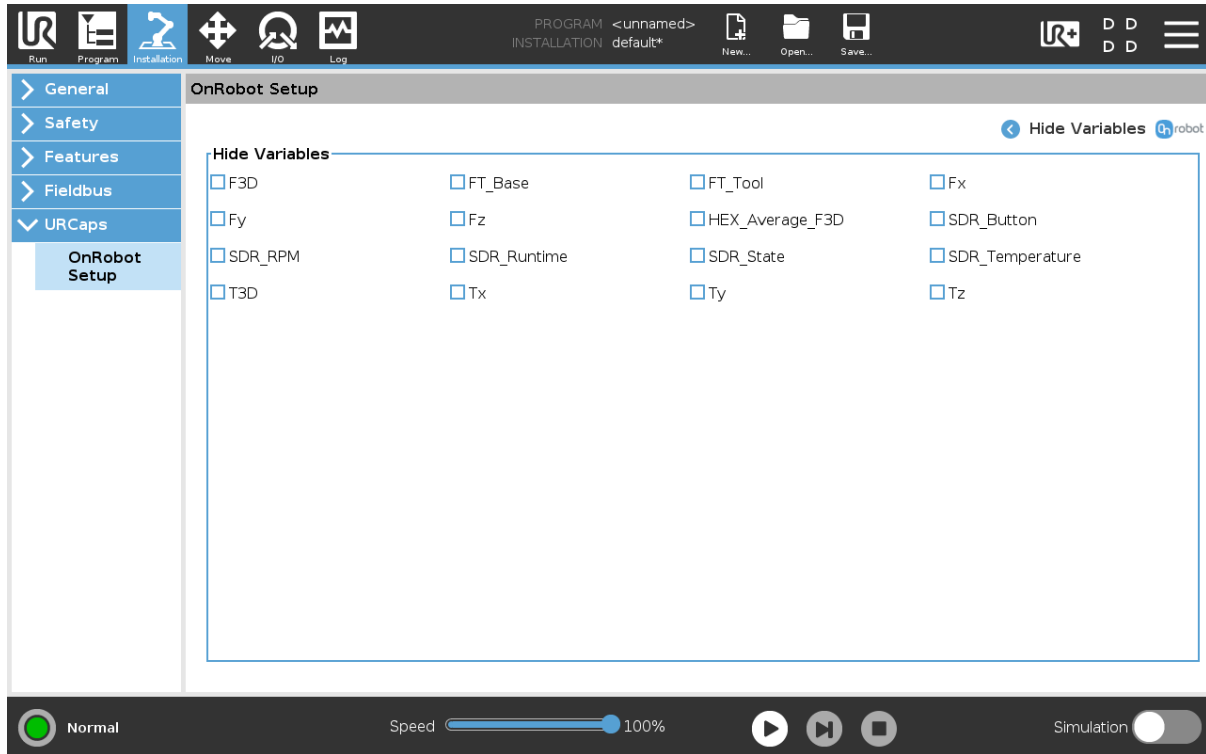 PROGRAM <unnamed>
INSTALLATION default*
Run Program Installation Move I/O Log New... Open... Save...
UR+ D D
D D
General
OnRobot Setup
Safety
Hide Variables On robot
Features
Hide Variables
F3D FT_Base FT_Tool Fx
Fieldbus
Fy Fz HEX_Average_F3D SDR_Button
URCaps
OnRobot
Setup
SDR_RPM SDR_Runtime SDR_State SDR_Temperature
T3D Tx Ty Tz
Normal Speed 100% Simulation